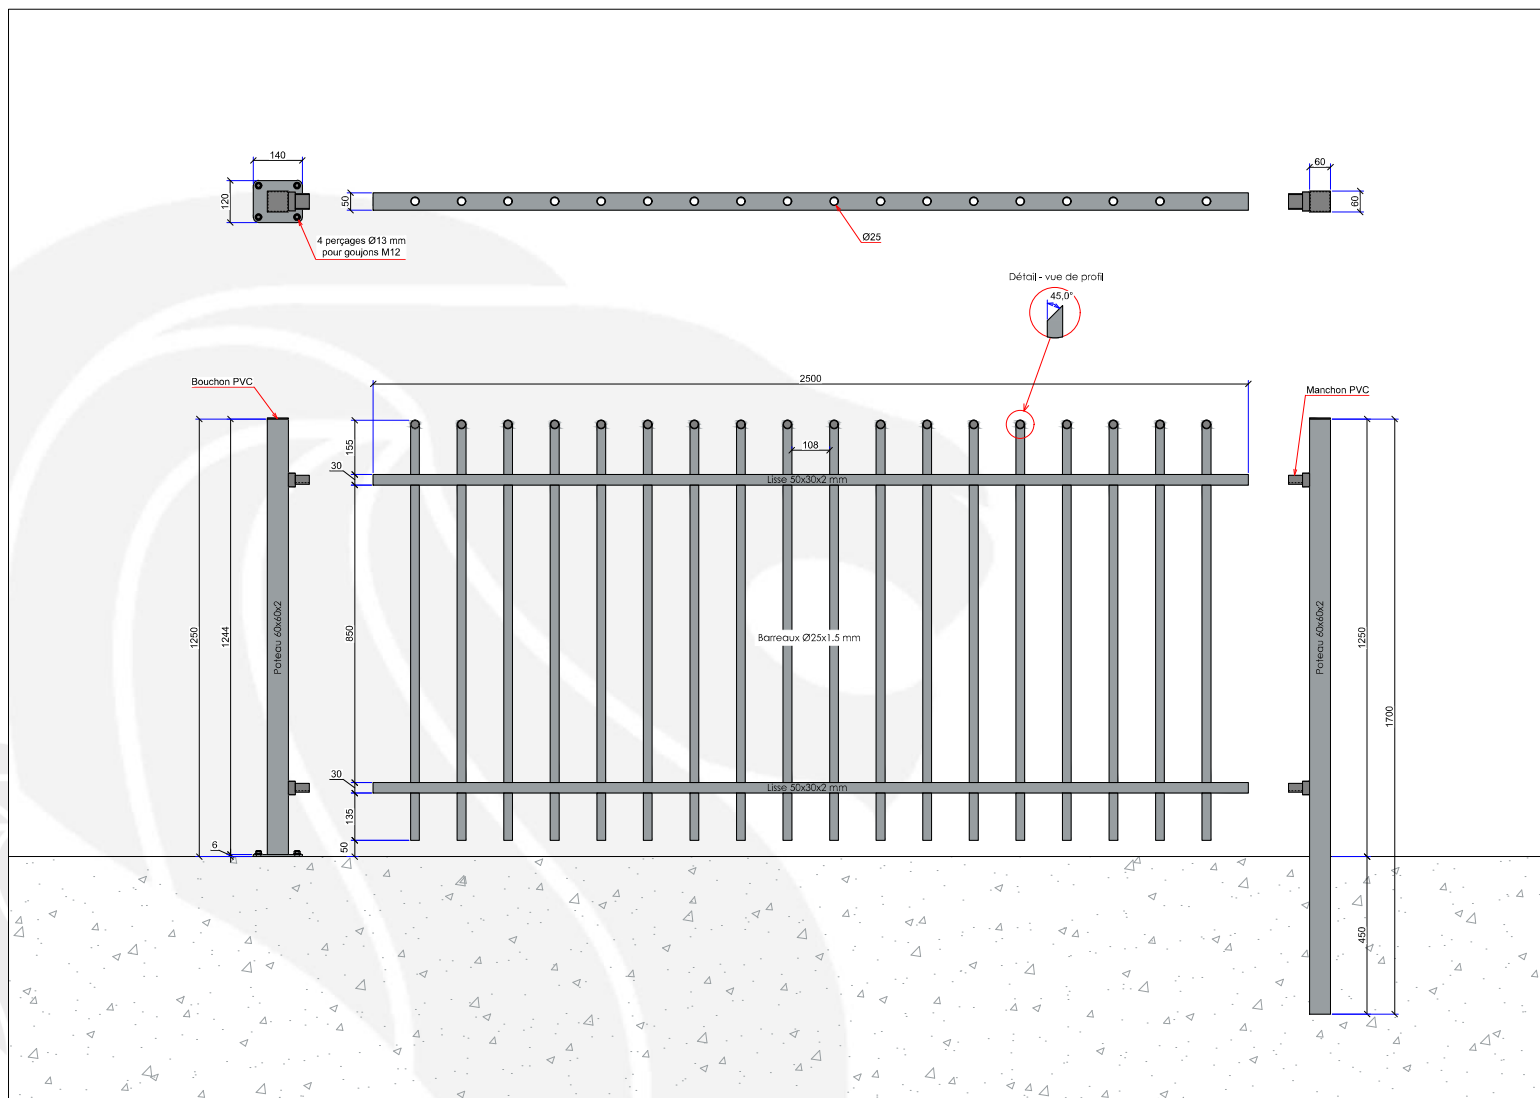 140
120
4 perçages Ø13 mm
pour goujons M12
50
Ø25
60
60
Détail - vue de profil
45,0°
Bouchon PVC
2500
Manchon PVC
155
108
30
Lisse 50x30x2 mm
1250
1244
Poteau 60x60x2
850
Barreaux Ø25x1.5 mm
Poteau 60x60x2
1250
1700
30
Lisse 50x30x2 mm
135
6
50
450